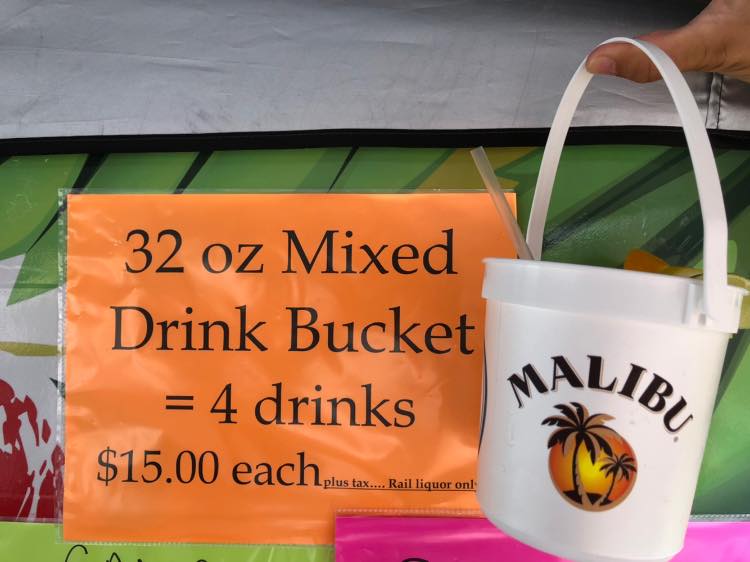 32 oz Mixed
Drink Bucket
= 4 drinks
$15.00 each plus tax.... Rail liquor only
MALIBU